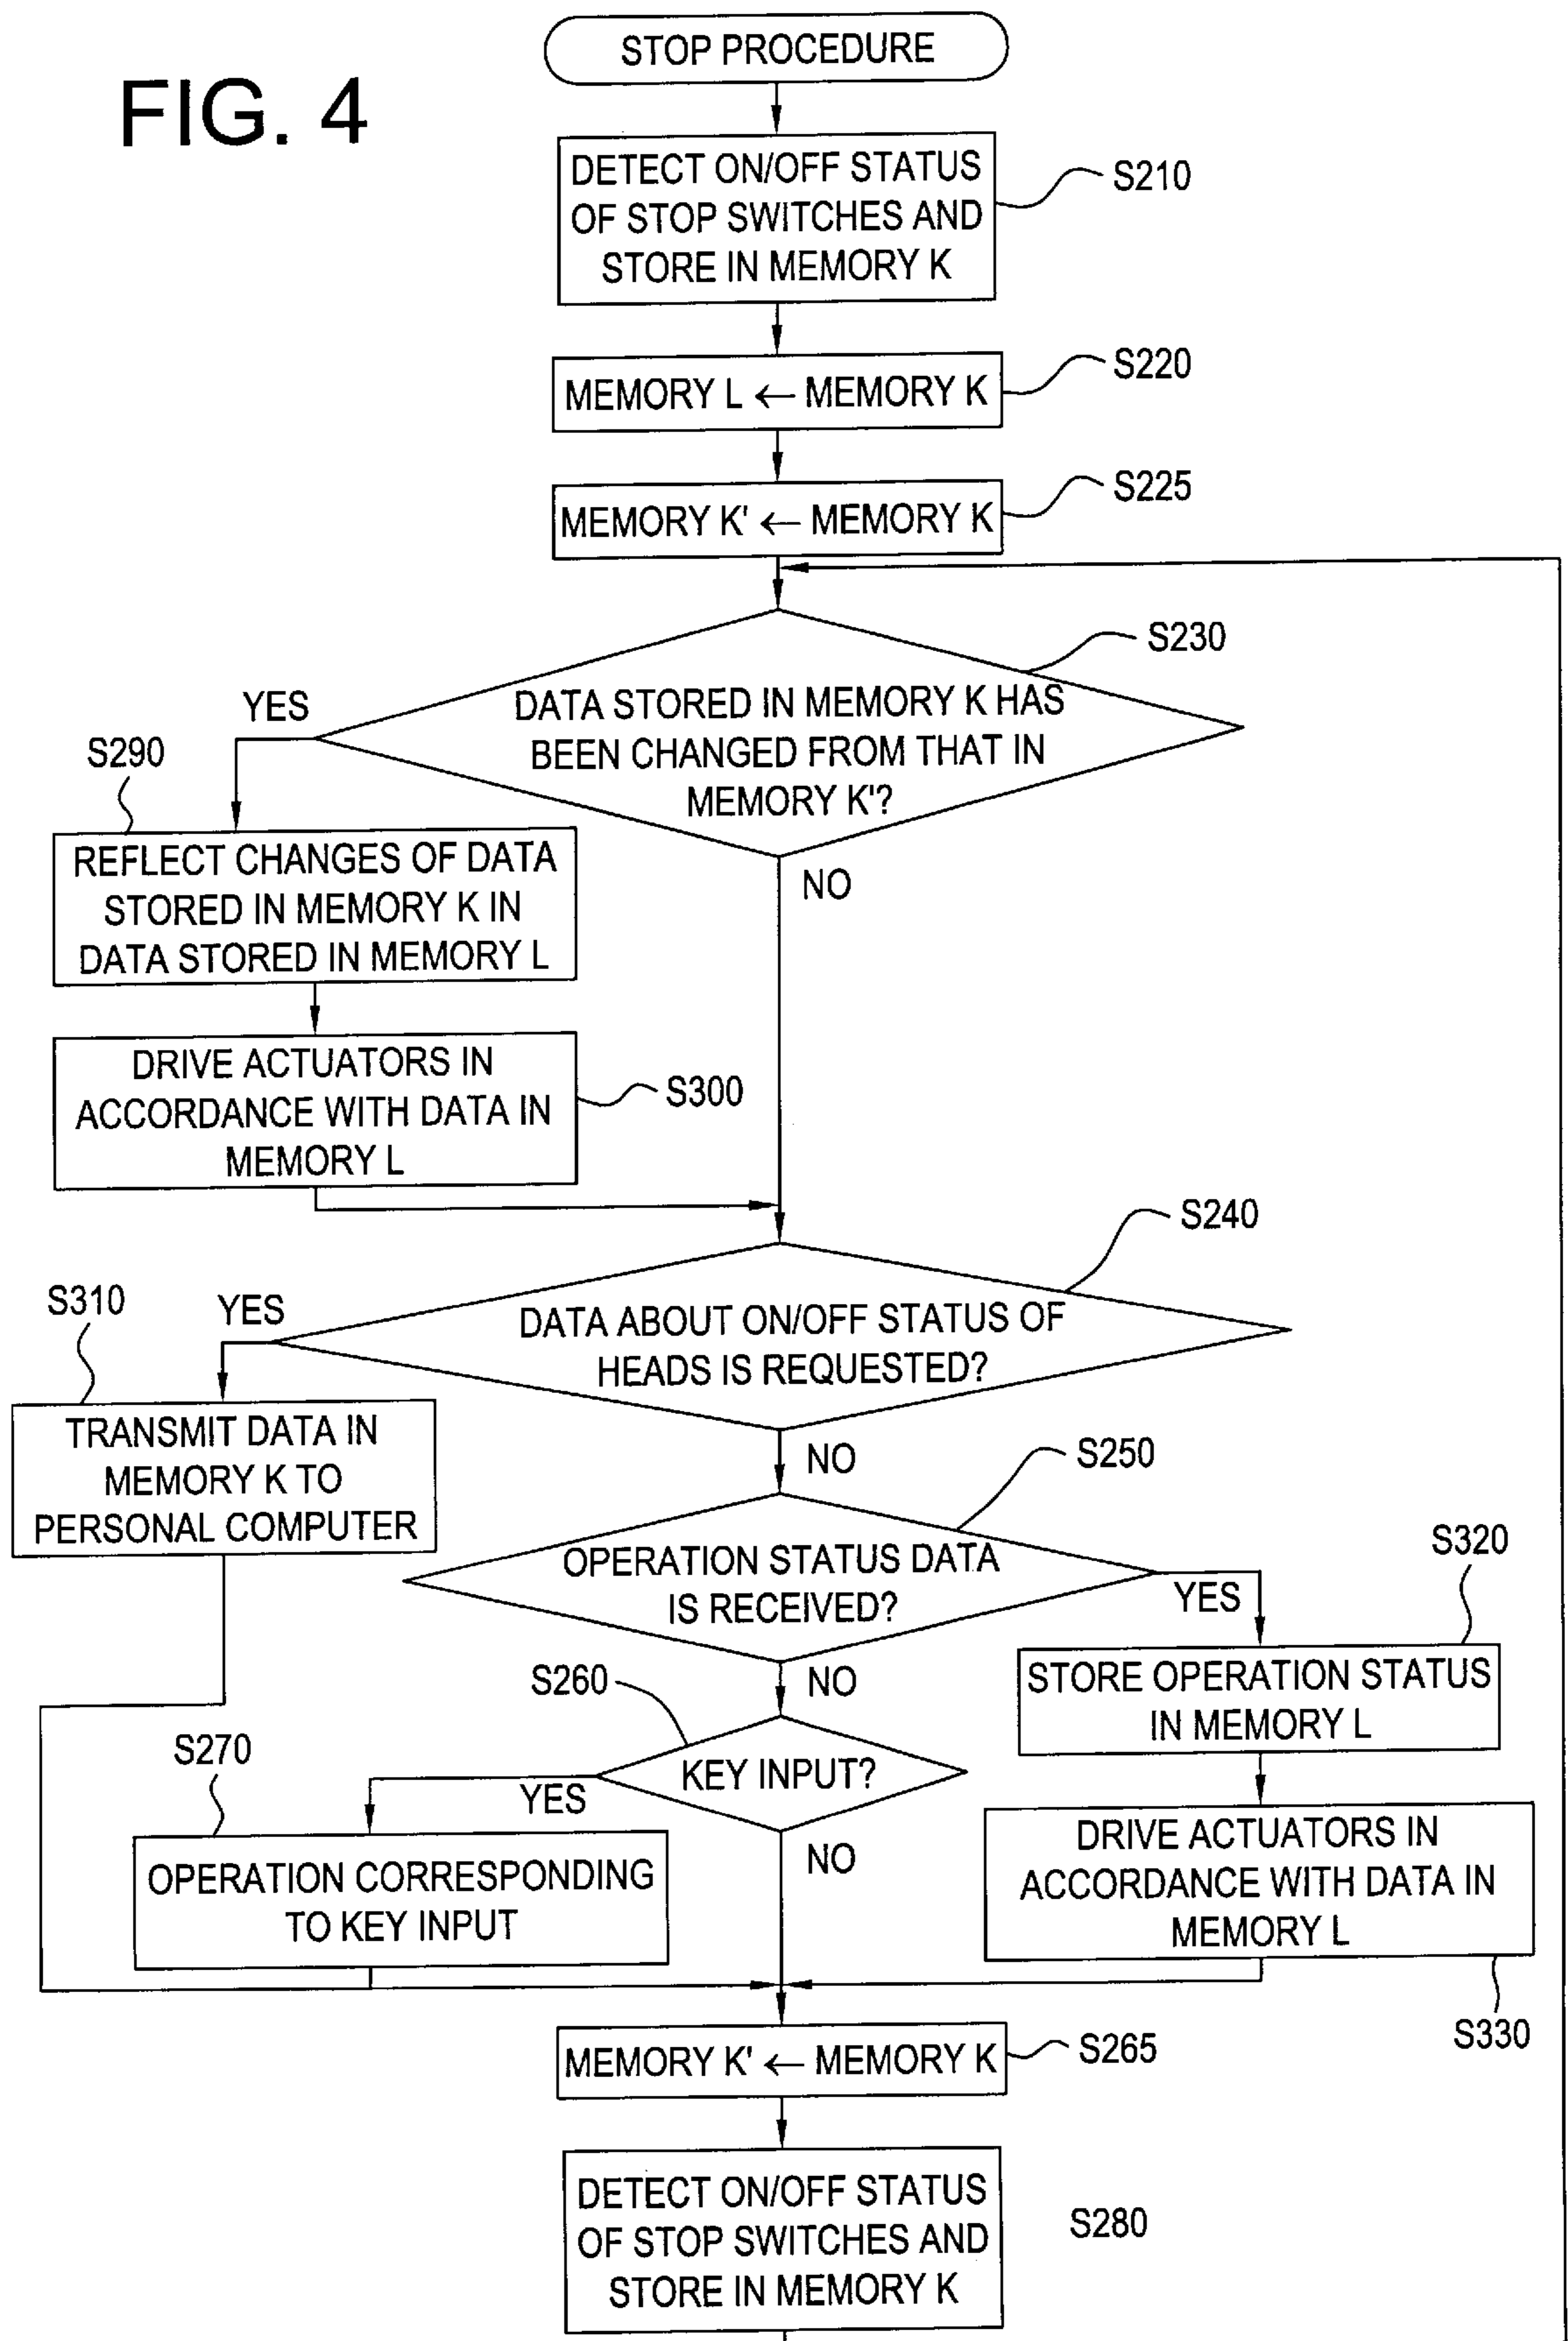 FIG. 4
STOP PROCEDURE
DETECT ON/OFF STATUS
OF STOP SWITCHES AND
STORE IN MEMORY K
S210
MEMORY L ← MEMORY K
S220
MEMORY K' ← MEMORY K
S225
S230
DATA STORED IN MEMORY K HAS
BEEN CHANGED FROM THAT IN
MEMORY K'?
YES
NO
S290
REFLECT CHANGES OF DATA
STORED IN MEMORY K IN
DATA STORED IN MEMORY L
DRIVE ACTUATORS IN
ACCORDANCE WITH DATA IN
MEMORY L
S300
S240
DATA ABOUT ON/OFF STATUS OF
HEADS IS REQUESTED?
YES
NO
S310
TRANSMIT DATA IN
MEMORY K TO
PERSONAL COMPUTER
S250
OPERATION STATUS DATA
IS RECEIVED?
YES
NO
S320
STORE OPERATION STATUS
IN MEMORY L
S260
KEY INPUT?
YES
NO
S270
OPERATION CORRESPONDING
TO KEY INPUT
DRIVE ACTUATORS IN
ACCORDANCE WITH DATA IN
MEMORY L
S330
MEMORY K' ← MEMORY K
S265
DETECT ON/OFF STATUS
OF STOP SWITCHES AND
STORE IN MEMORY K
S280